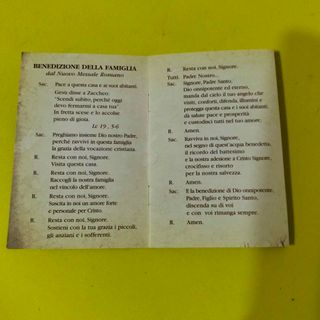 BENEDIZIONE DELLA FAMIGLIA
dal Nuovo Messale Romano
Sac. Pace a questa casa e ai suoi abitanti.
Gesù disse a Zaccheo:
"Scendi subito, perché oggi
devo fermarmi a casa tua"
In fretta scese e lo accolse
pieno di gioia.
Lc 19, 5-6
Sac. Preghiamo insieme Dio nostro Padre,
perché ravvivi in questa famiglia
la grazia della vocazione cristiana.
R. Resta con noi, Signore.
Visita questa casa.
R. Resta con noi, Signore.
Raccogli la nostra famiglia
nel vincolo dell'amore.
R. Resta con noi, Signore.
Suscita in noi un amore forte
e personale per Cristo.
R. Resta con noi, Signore.
Sostieni con la tua grazia i piccoli,
gli anziani e i sofferenti.
R. Resta con noi, Signore.
Tutti. Padre Nostro...
Sac. Signore, Padre Santo,
Dio onnipotente ed eterno,
manda dal cielo il tuo angelo che
visiti, conforti, difenda, illumini e
protegga questa casa e i suoi abitanti,
dà salute pace e prosperità
e custodisci tutti nel tuo amore.
R. Amen.
Sac. Ravviva in noi, Signore,
nel segno di quest'acqua benedetta,
il ricordo del battesimo
e la nostra adesione a Cristo Signore,
crocifisso e risorto
per la nostra salvezza.
R. Amen.
Sac. E la benedizione di Dio onnipotente,
Padre, Figlio e Spirito Santo,
discenda su di voi
e con voi rimanga sempre.
R. Amen.